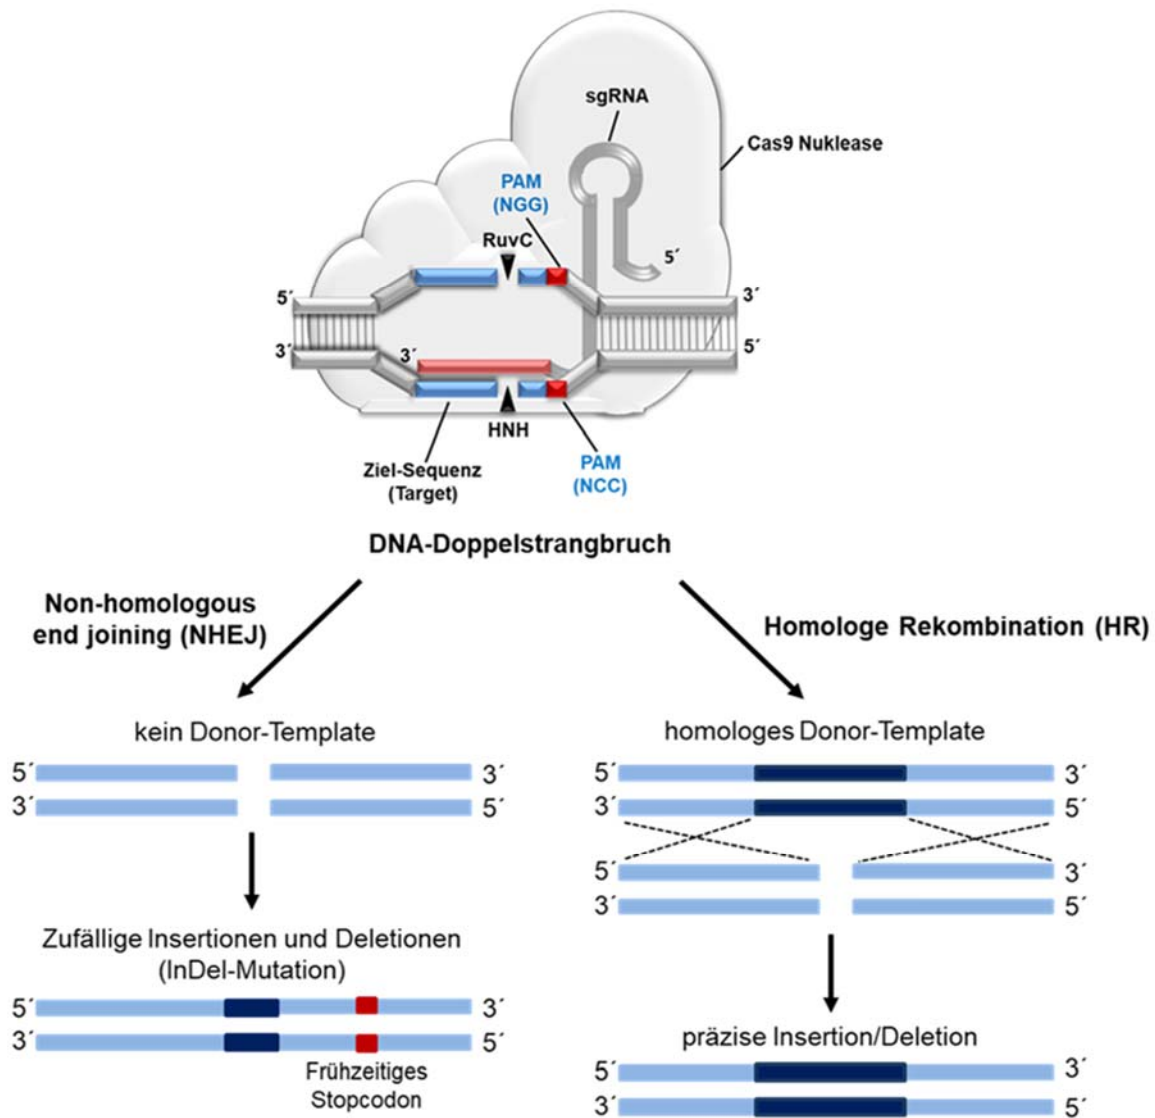 sgRNA
Cas9 Nuklease
PAM
(NGG)
RuvC
5´
5´
3´
3´
3´
5´
HNH
Ziel-Sequenz
(Target)
PAM
(NCC)
DNA-Doppelstrangbruch
Non-homologous
end joining (NHEJ)
Homologe Rekombination (HR)
kein Donor-Template
5´ 3´
3´ 5´
Zufällige Insertionen und Deletionen
(InDel-Mutation)
5´ 3´
3´ 5´
Frühzeitiges
Stopcodon
homologes Donor-Template
5´ 3´
3´ 5´
5´ 3´
3´ 5´
präzise Insertion/Deletion
5´ 3´
3´ 5´